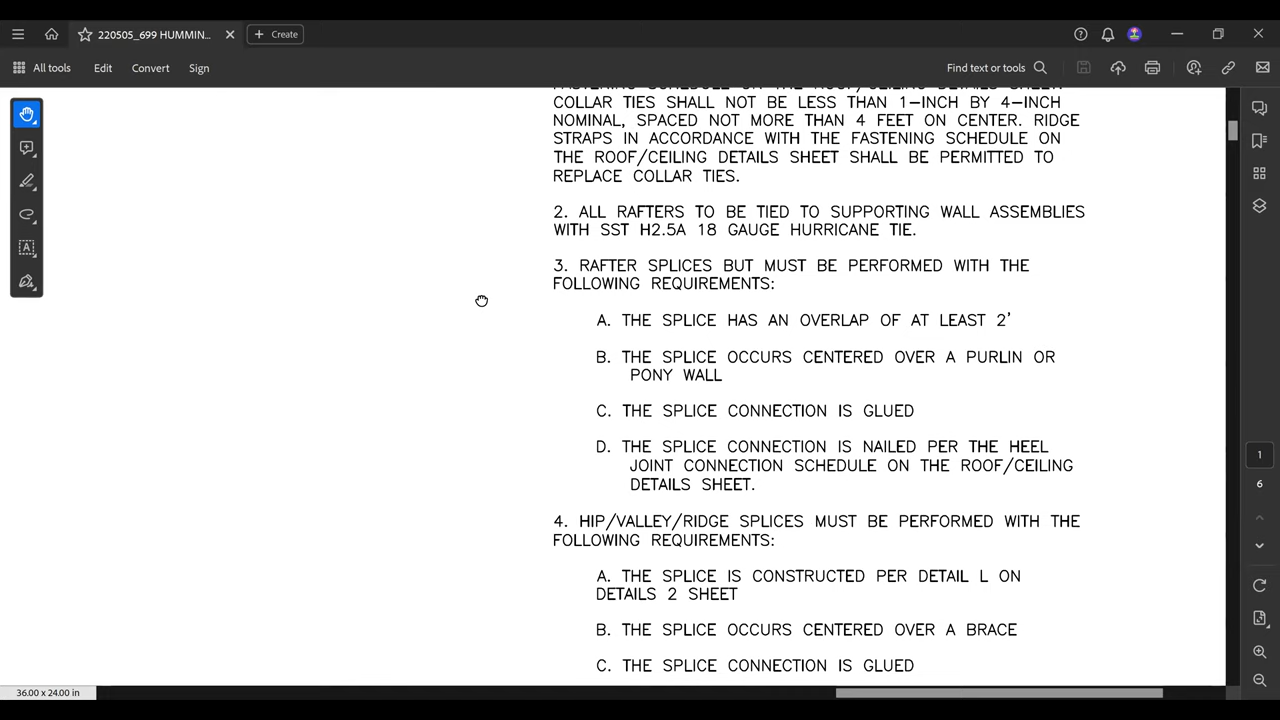 220505_699 HUMMIN...
Create
All tools
Edit
Convert
Sign
Find text or tools
FASTENING SCHEDULE ON THE ROOF/CEILING DETAILS SHEET.
COLLAR TIES SHALL NOT BE LESS THAN 1-INCH BY 4-INCH
NOMINAL, SPACED NOT MORE THAN 4 FEET ON CENTER. RIDGE
STRAPS IN ACCORDANCE WITH THE FASTENING SCHEDULE ON
THE ROOF/CEILING DETAILS SHEET SHALL BE PERMITTED TO
REPLACE COLLAR TIES.
2. ALL RAFTERS TO BE TIED TO SUPPORTING WALL ASSEMBLIES
WITH SST H2.5A 18 GAUGE HURRICANE TIE.
3. RAFTER SPLICES BUT MUST BE PERFORMED WITH THE
FOLLOWING REQUIREMENTS:
A. THE SPLICE HAS AN OVERLAP OF AT LEAST 2'
B. THE SPLICE OCCURS CENTERED OVER A PURLIN OR
PONY WALL
C. THE SPLICE CONNECTION IS GLUED
D. THE SPLICE CONNECTION IS NAILED PER THE HEEL
JOINT CONNECTION SCHEDULE ON THE ROOF/CEILING
DETAILS SHEET.
4. HIP/VALLEY/RIDGE SPLICES MUST BE PERFORMED WITH THE
FOLLOWING REQUIREMENTS:
A. THE SPLICE IS CONSTRUCTED PER DETAIL L ON
DETAILS 2 SHEET
B. THE SPLICE OCCURS CENTERED OVER A BRACE
C. THE SPLICE CONNECTION IS GLUED
1
6
36.00 x 24.00 in